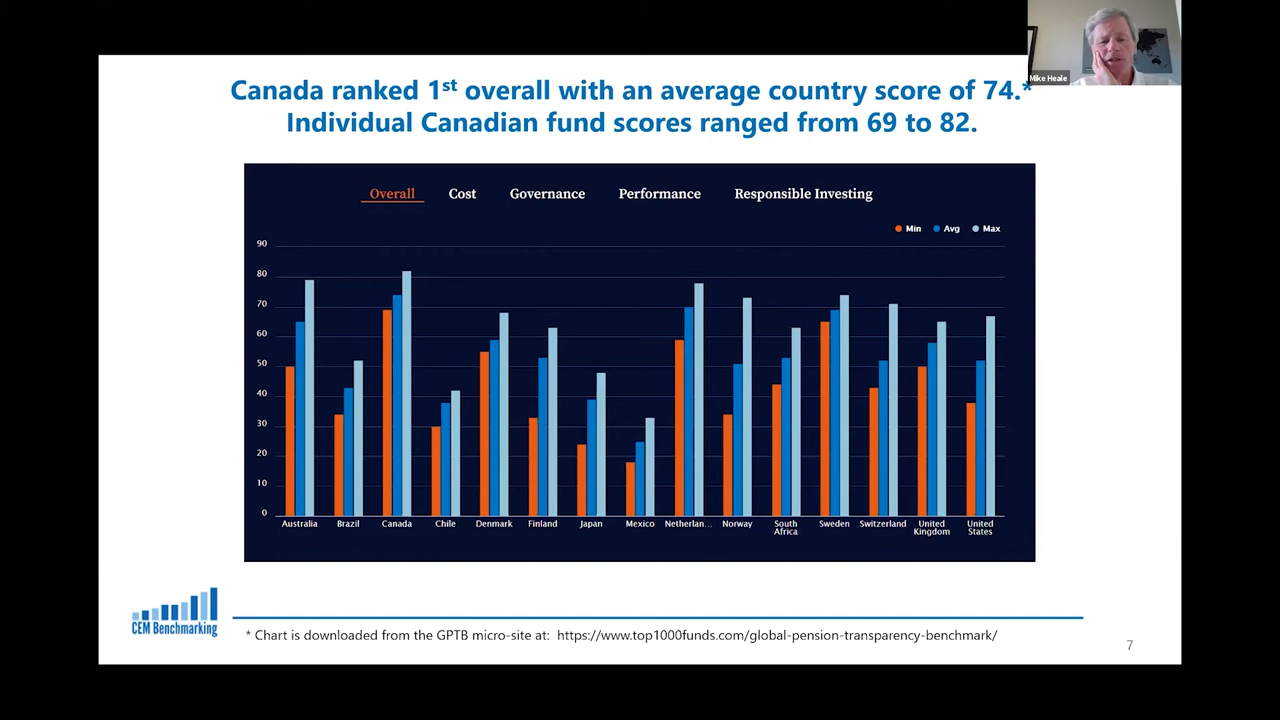 Mike Heale
Canada ranked 1st overall with an average country score of 74.*
Individual Canadian fund scores ranged from 69 to 82.
Overall Cost Governance Performance Responsible Investing
Min Avg Max
90
80
70
60
50
40
30
20
10
0
Australia Brazil Canada Chile Denmark Finland Japan Mexico Netherlan... Norway South Africa Sweden Switzerland United Kingdom United States
CEM Benchmarking
* Chart is downloaded from the GPTB micro-site at: https://www.top1000funds.com/global-pension-transparency-benchmark/
7